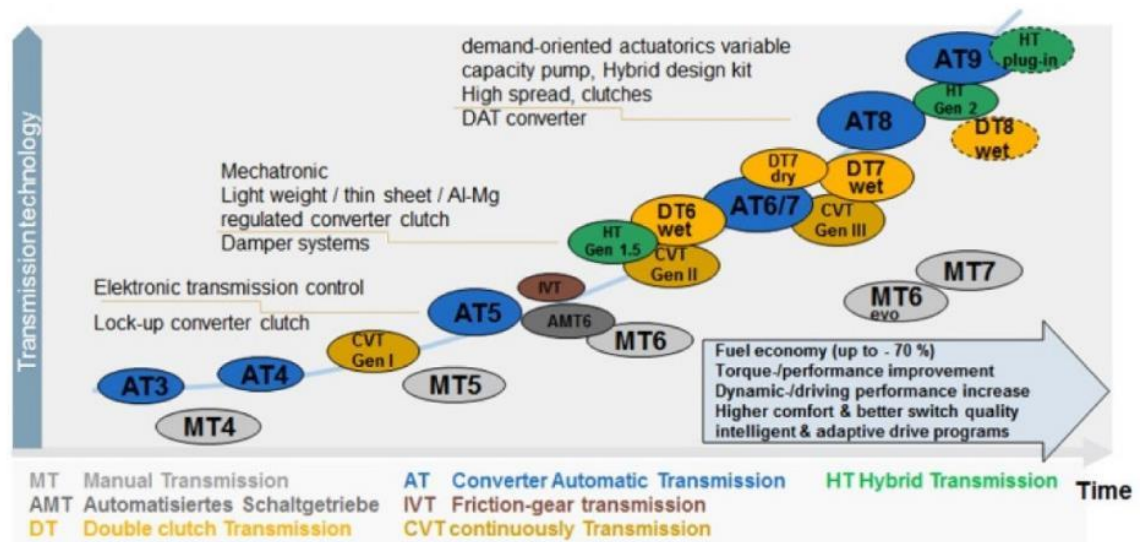 demand-oriented actuatorics variable
capacity pump, Hybrid design kit
High spread, clutches
DAT converter
AT9
HT
plug-in
HT
Gen 2
AT8
DT8
wet
DT7
dry
DT7
wet
Mechatronic
Light weight / thin sheet / Al-Mg
regulated converter clutch
Damper systems
DT6
wet
AT6/7
CVT
Gen III
HT
Gen 1.5
CVT
Gen II
MT7
MT6
evo
Elektronic transmission control
Lock-up converter clutch
IVT
AT5
AMT6
MT6
CVT
Gen I
AT3
AT4
MT5
MT4
Fuel economy (up to - 70 %)
Torque-/performance improvement
Dynamic-/driving performance increase
Higher comfort & better switch quality
intelligent & adaptive drive programs
Transmission technology
Time
MT Manual Transmission
AMT Automatisiertes Schaltgetriebe
DT Double clutch Transmission
AT Converter Automatic Transmission
IVT Friction-gear transmission
CVT continuously Transmission
HT Hybrid Transmission